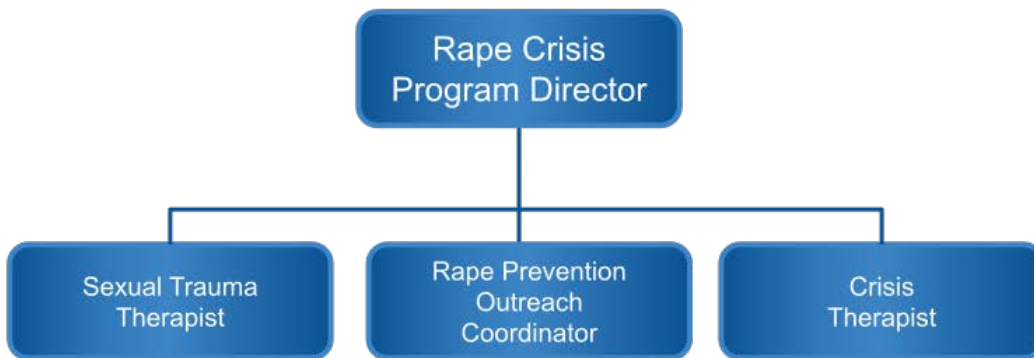 Rape Crisis
Program Director
Sexual Trauma
Therapist
Rape Prevention
Outreach
Coordinator
Crisis
Therapist